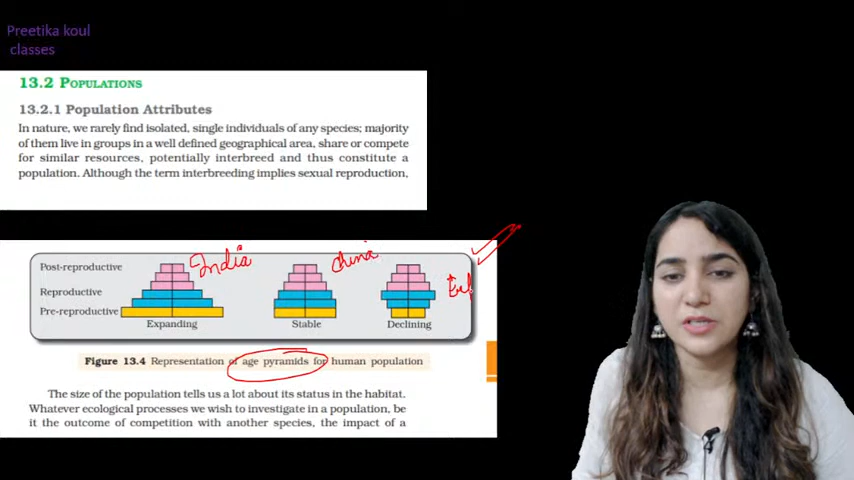 Preetika koul
classes
13.2 POPULATIONS
13.2.1 Population Attributes
In nature, we rarely find isolated, single individuals of any species; majority
of them live in groups in a well defined geographical area, share or compete
for similar resources, potentially interbreed and thus constitute a
population. Although the term interbreeding implies sexual reproduction,
India
China
Post-reproductive
Reproductive
Pre-reproductive
Expanding
Stable
Declining
Figure 13.4 Representation of age pyramids for human population
The size of the population tells us a lot about its status in the habitat.
Whatever ecological processes we wish to investigate in a population, be
it the outcome of competition with another species, the impact of a